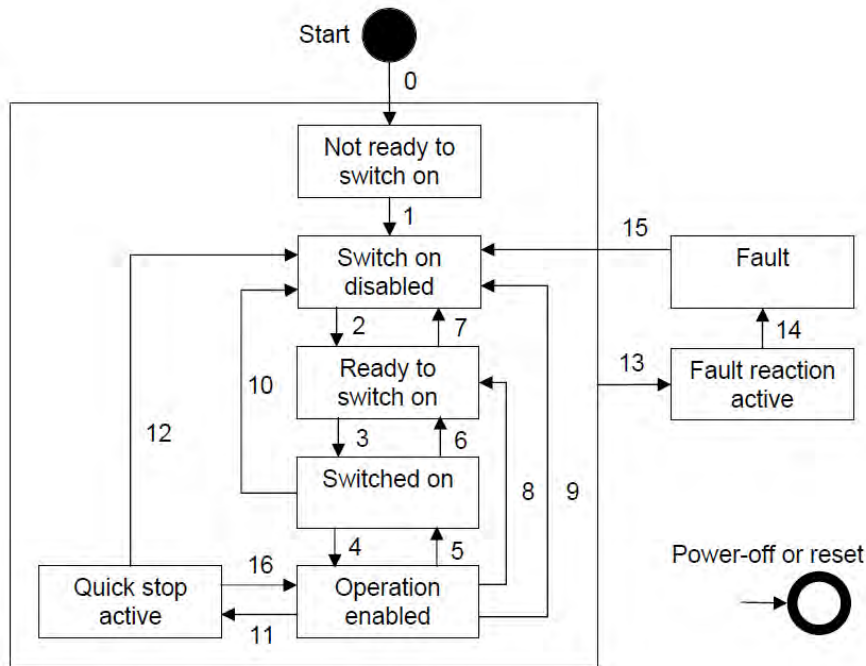 Start
0
Not ready to
switch on
1
15
Switch on
disabled
Fault
2
7
14
10
Ready to
switch on
13
Fault reaction
active
12
3
6
Switched on
8
9
4
5
16
Power-off or reset
Quick stop
active
Operation
enabled
11